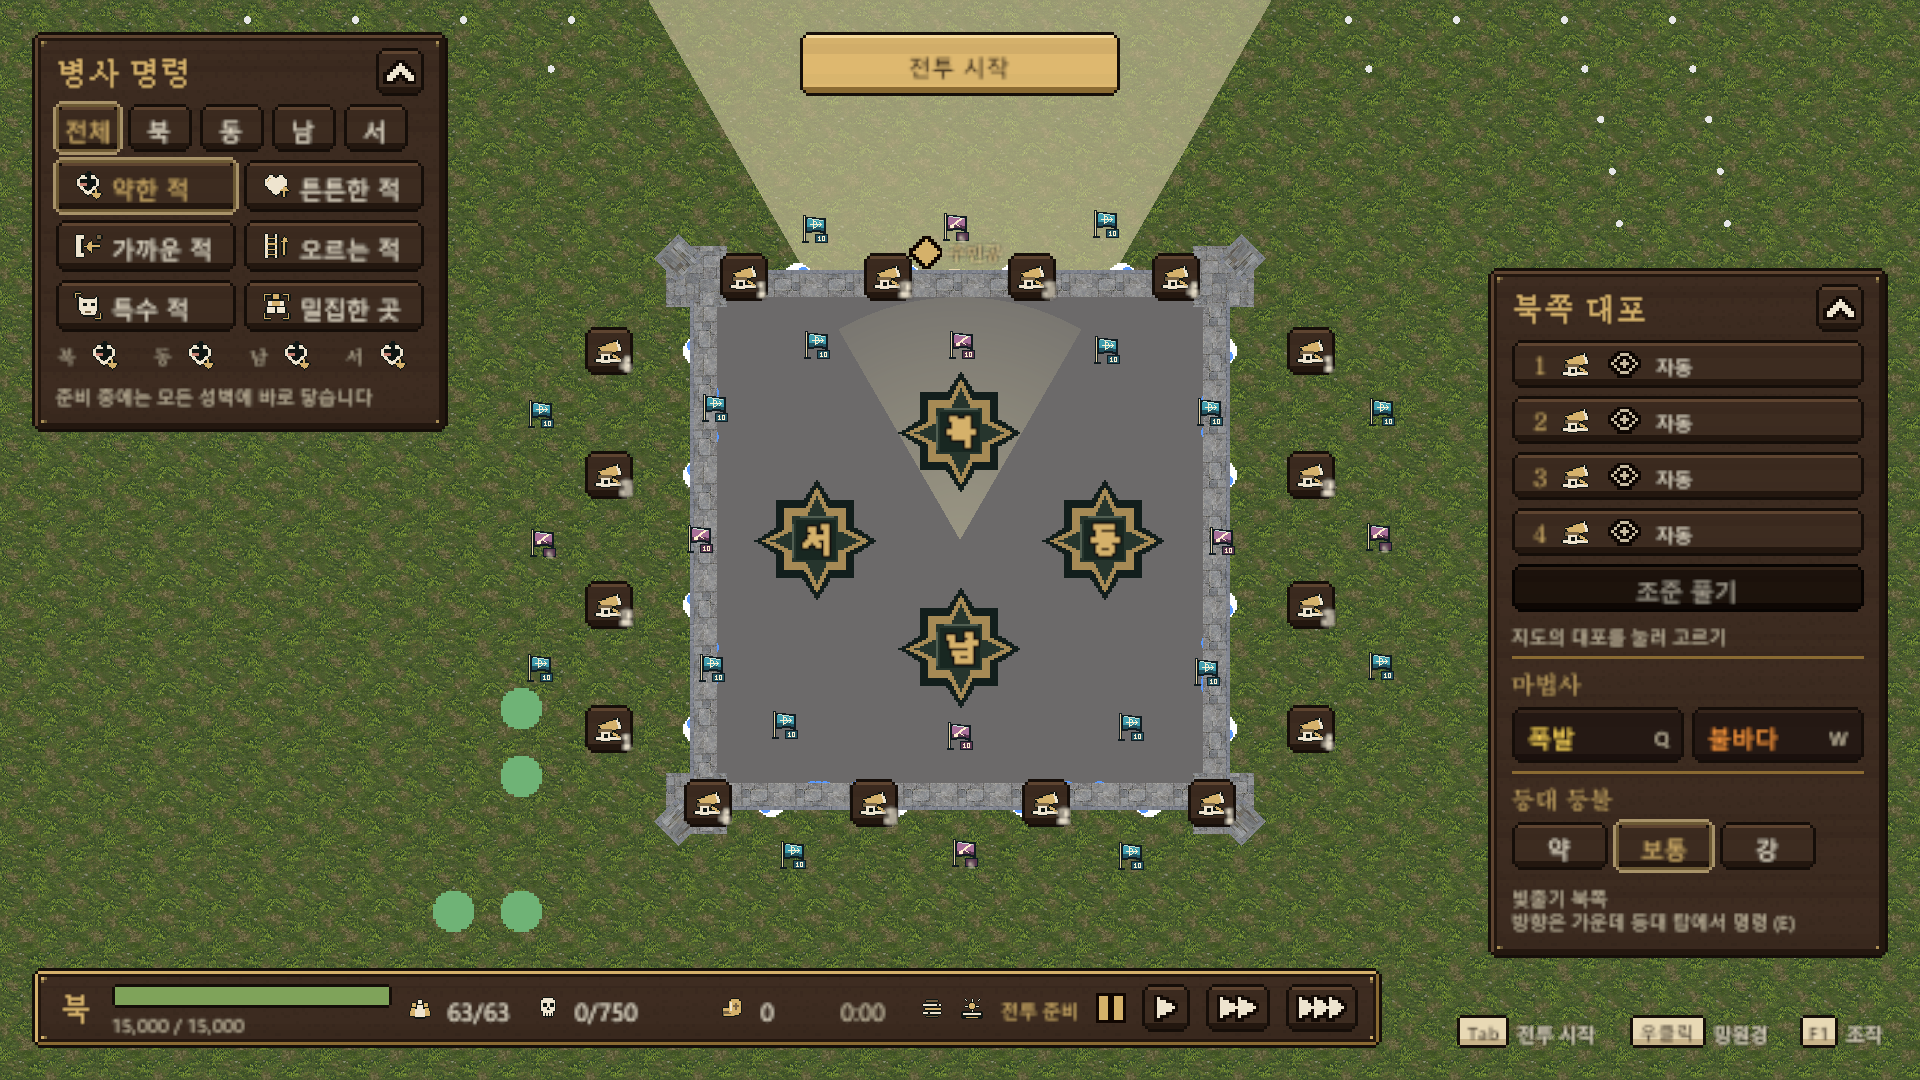 전투 시작
병사 명령
전체 북 동 남 서
약한 적 튼튼한 적
가까운 적 오르는 적
특수 적 밀집한 곳
북 동 남 서
준비 중에는 모든 성벽에 바로 닿습니다
북
서
동
남
북쪽 대포
1 자동
2 자동
3 자동
4 자동
조준 풀기
지도의 대포를 눌러 고르기
마법사
폭발 Q 불바다 W
등대 등불
약 보통 강
빛줄기 북쪽
방향은 가운데 등대 탑에서 명령 (E)
북 15,000 / 15,000 63/63 0/750 0 0:00 전투 준비
Tab 전투 시작 우클릭 망원경 F1 조작